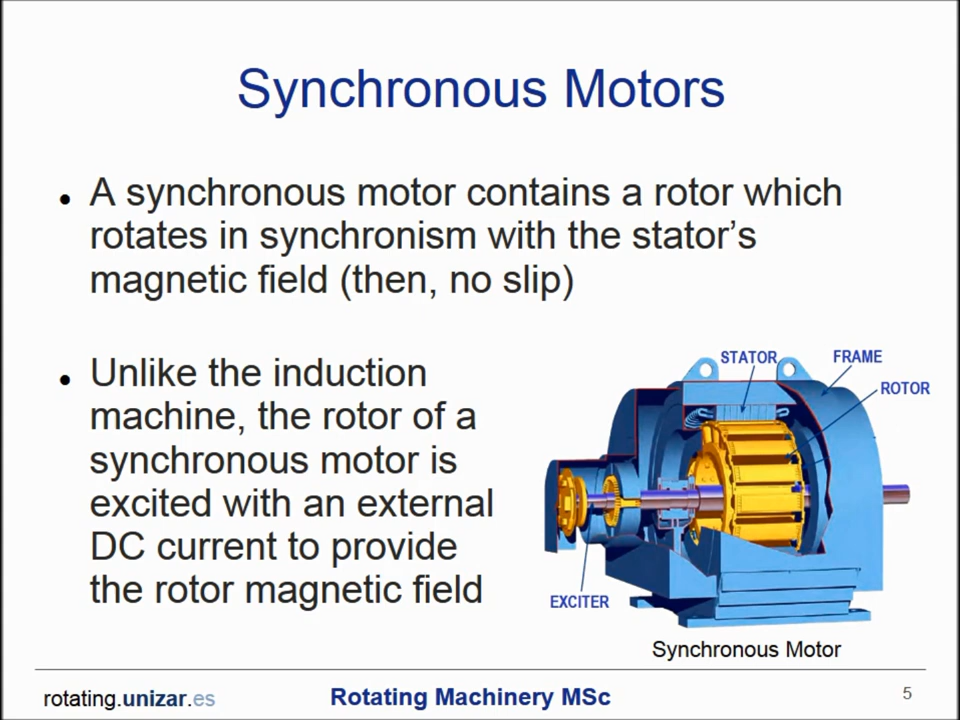 Synchronous Motors
● A synchronous motor contains a rotor which
rotates in synchronism with the stator's
magnetic field (then, no slip)
● Unlike the induction
machine, the rotor of a
synchronous motor is
excited with an external
DC current to provide
the rotor magnetic field
STATOR
FRAME
ROTOR
EXCITER
Synchronous Motor
rotating.unizar.es
Rotating Machinery MSc
5